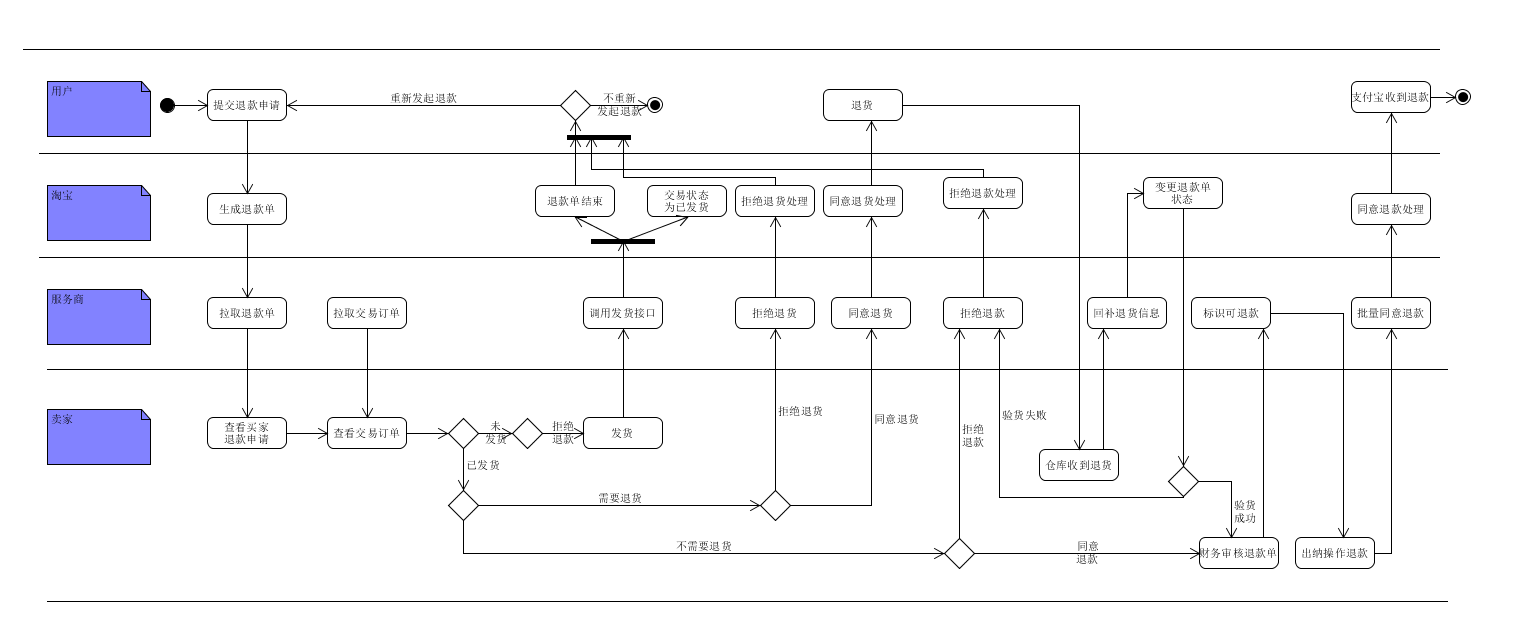 用户
提交退款申请
重新发起退款
不重新
发起退款
退货
支付宝收到退款
淘宝
生成退款单
退款单结束
交易状态
为已发货
拒绝退货处理
同意退货处理
拒绝退款处理
变更退款单
状态
同意退款处理
服务商
拉取退款单
拉取交易订单
调用发货接口
拒绝退货
同意退货
拒绝退款
回补退货信息
标识可退款
批量同意退款
卖家
查看买家
退款申请
查看交易订单
未
发货
拒绝
退款
发货
拒绝退货
同意退货
拒绝
退款
验货失败
已发货
仓库收到退货
需要退货
验货
成功
不需要退货
同意
退款
财务审核退款单
出纳操作退款